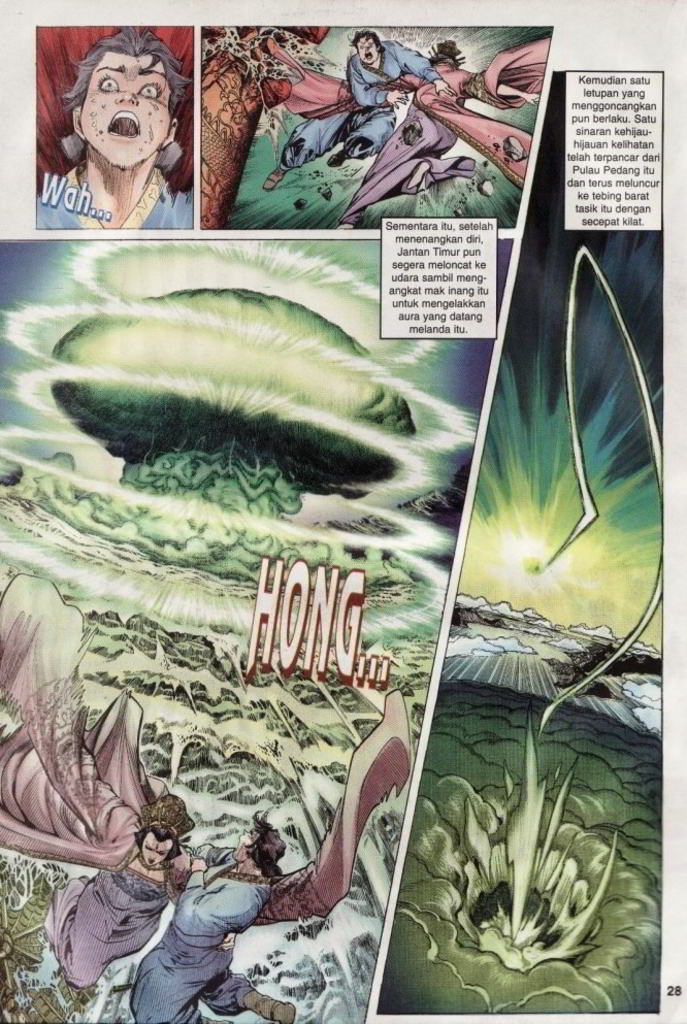 Wah...
Sementara itu, setelah
menenangkan diri,
Jantan Timur pun
segera meloncat ke
udara sambil meng-
angkat mak inang itu
untuk mengelakkan
aura yang datang
melanda itu.
HONG...
Kemudian satu
letupan yang
menggoncangkan
pun berlaku. Satu
sinaran kehijau-
hijauan kelihatan
telah terpancar dari
Pulau Pedang itu
dan terus meluncur
ke tebing barat
tasik itu dengan
secepat kilat.
28